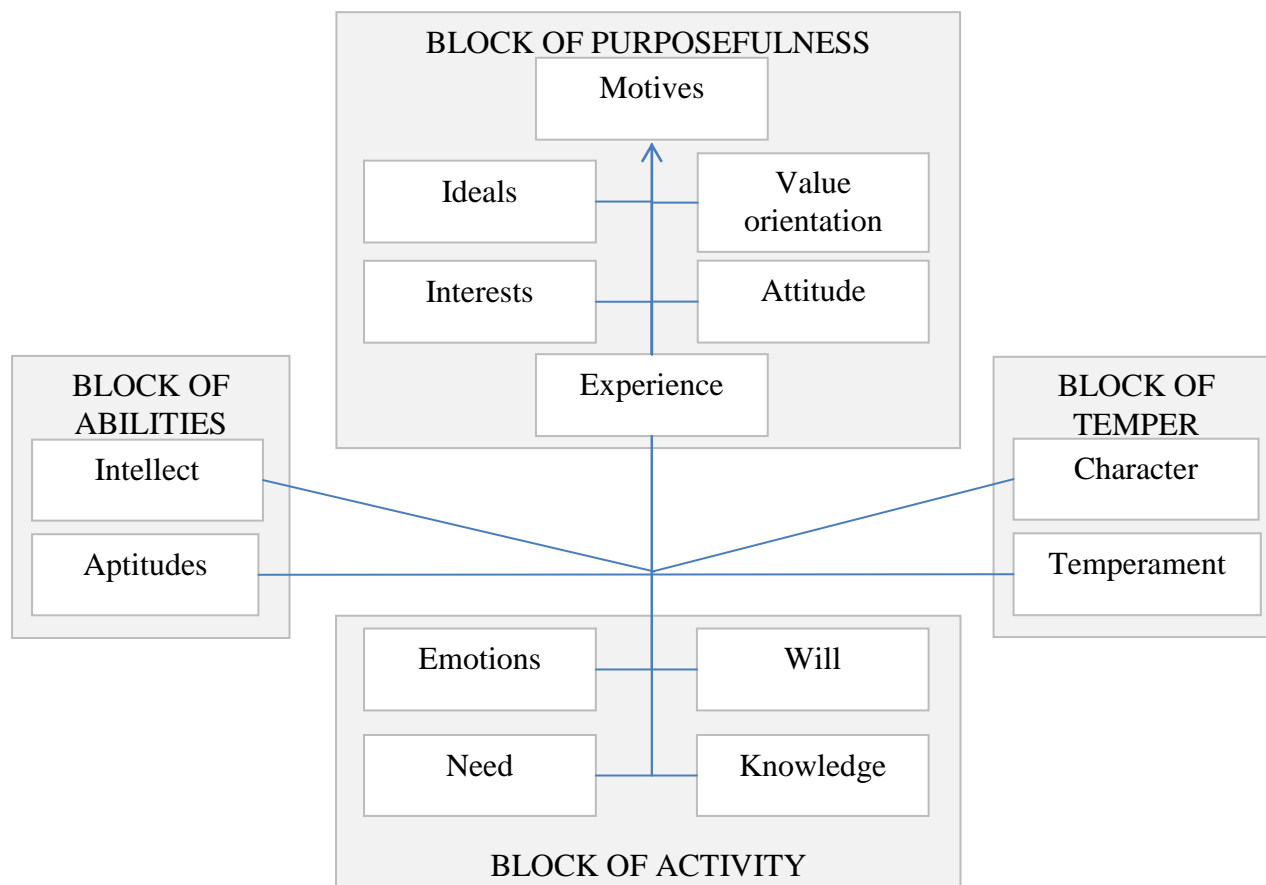 BLOCK OF PURPOSEFULNESS
Motives
Ideals
Value
orientation
Interests
Attitude
Experience
BLOCK OF
ABILITIES
Intellect
Aptitudes
BLOCK OF
TEMPER
Character
Temperament
Emotions
Will
Need
Knowledge
BLOCK OF ACTIVITY